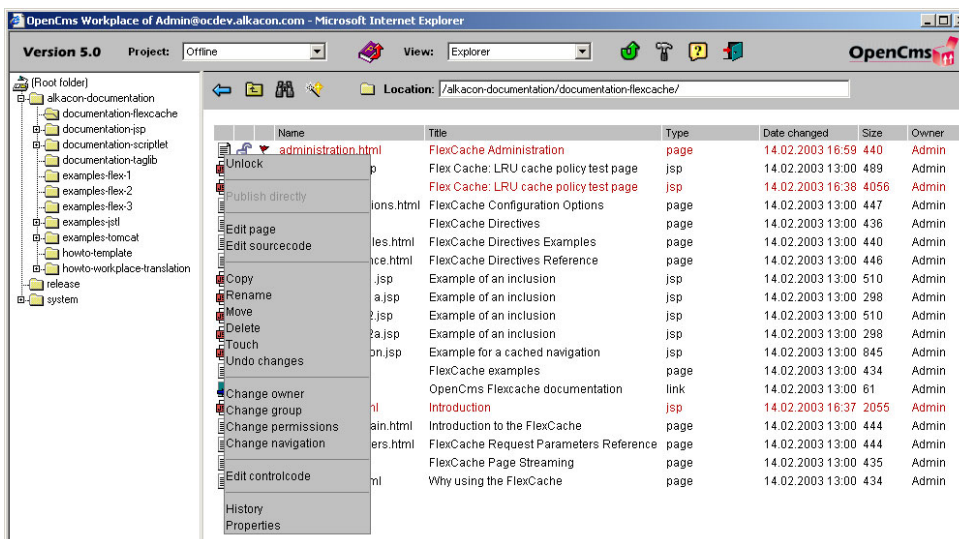 OpenCms Workplace of Admin@ocdev.alkacon.com - Microsoft Internet Explorer
Version 5.0 Project: Offline View: Explorer OpenCms
(Root folder)
alkacon-documentation
documentation-flexcache
documentation-jsp
documentation-scriptlet
documentation-taglib
examples-flex-1
examples-flex-2
examples-flex-3
examples-jstl
examples-tomcat
howto-template
howto-workplace-translation
release
system
Location: /alkacon-documentation/documentation-flexcache/
Name Title Type Date changed Size Owner
administration.html FlexCache Administration page 14.02.2003 16:59 440 Admin
p Flex Cache: LRU cache policy test page jsp 14.02.2003 13:00 489 Admin
Flex Cache: LRU cache policy test page jsp 14.02.2003 16:38 4056 Admin
ions.html FlexCache Configuration Options page 14.02.2003 13:00 447 Admin
FlexCache Directives page 14.02.2003 13:00 436 Admin
les.html FlexCache Directives Examples page 14.02.2003 13:00 440 Admin
nce.html FlexCache Directives Reference page 14.02.2003 13:00 446 Admin
.jsp Example of an inclusion jsp 14.02.2003 13:00 510 Admin
a.jsp Example of an inclusion jsp 14.02.2003 13:00 298 Admin
2.jsp Example of an inclusion jsp 14.02.2003 13:00 510 Admin
2a.jsp Example of an inclusion jsp 14.02.2003 13:00 298 Admin
on.jsp Example for a cached navigation jsp 14.02.2003 13:00 845 Admin
FlexCache examples page 14.02.2003 13:00 434 Admin
OpenCms Flexcache documentation link 14.02.2003 13:00 61 Admin
ml Introduction jsp 14.02.2003 16:37 2055 Admin
ain.html Introduction to the FlexCache page 14.02.2003 13:00 444 Admin
ers.html FlexCache Request Parameters Reference page 14.02.2003 13:00 444 Admin
FlexCache Page Streaming page 14.02.2003 13:00 435 Admin
ml Why using the FlexCache page 14.02.2003 13:00 434 Admin
Unlock
Publish directly
Edit page
Edit sourcecode
Copy
Rename
Move
Delete
Touch
Undo changes
Change owner
Change group
Change permissions
Change navigation
Edit controlcode
History
Properties